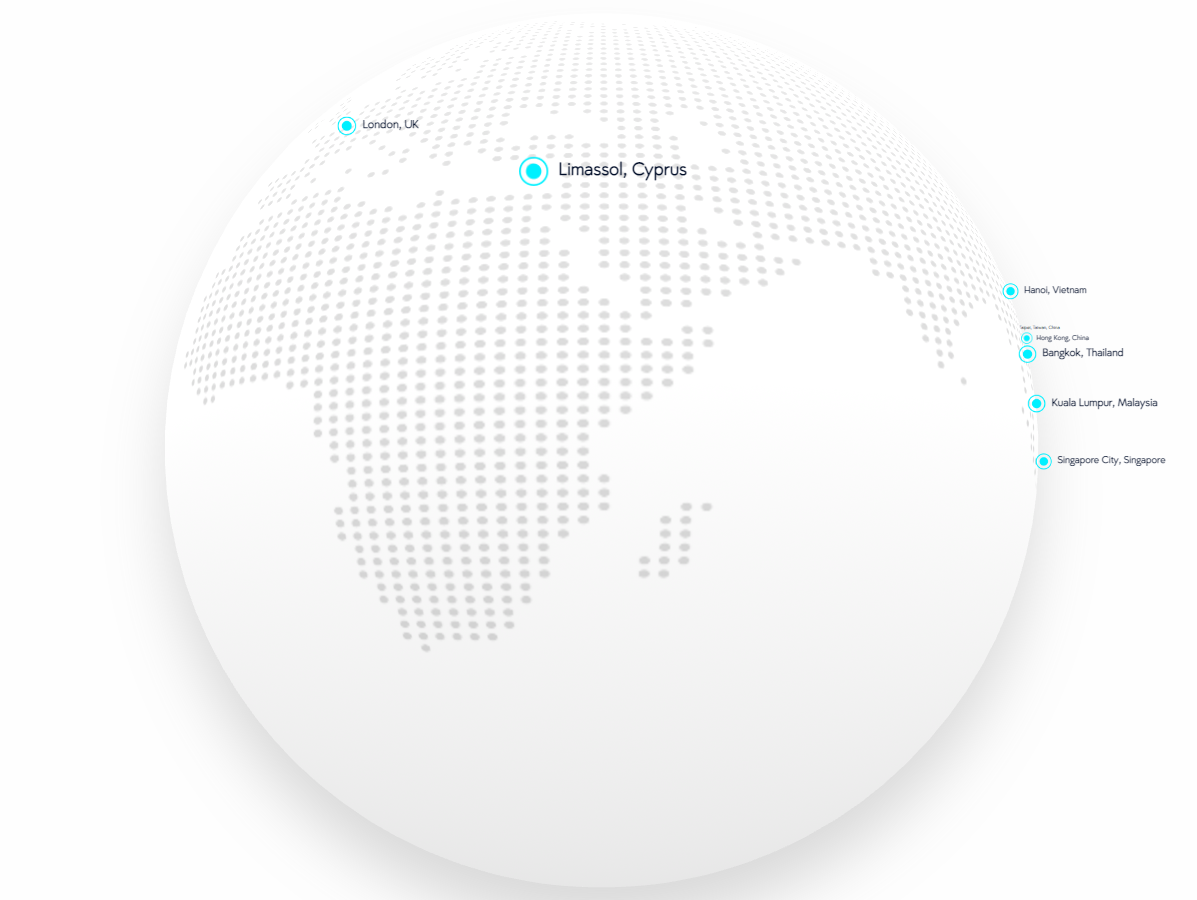 London, UK
Limassol, Cyprus
Hanoi, Vietnam
Taipei, Taiwan, China
Hong Kong, China
Bangkok, Thailand
Kuala Lumpur, Malaysia
Singapore City, Singapore